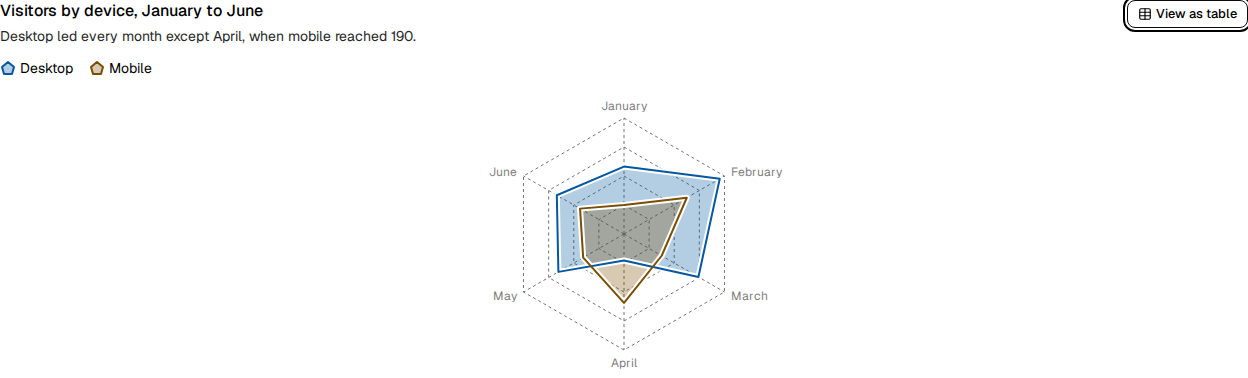 Visitors by device, January to June
View as table
Desktop led every month except April, when mobile reached 190.
Desktop
Mobile
January
June
February
May
March
April